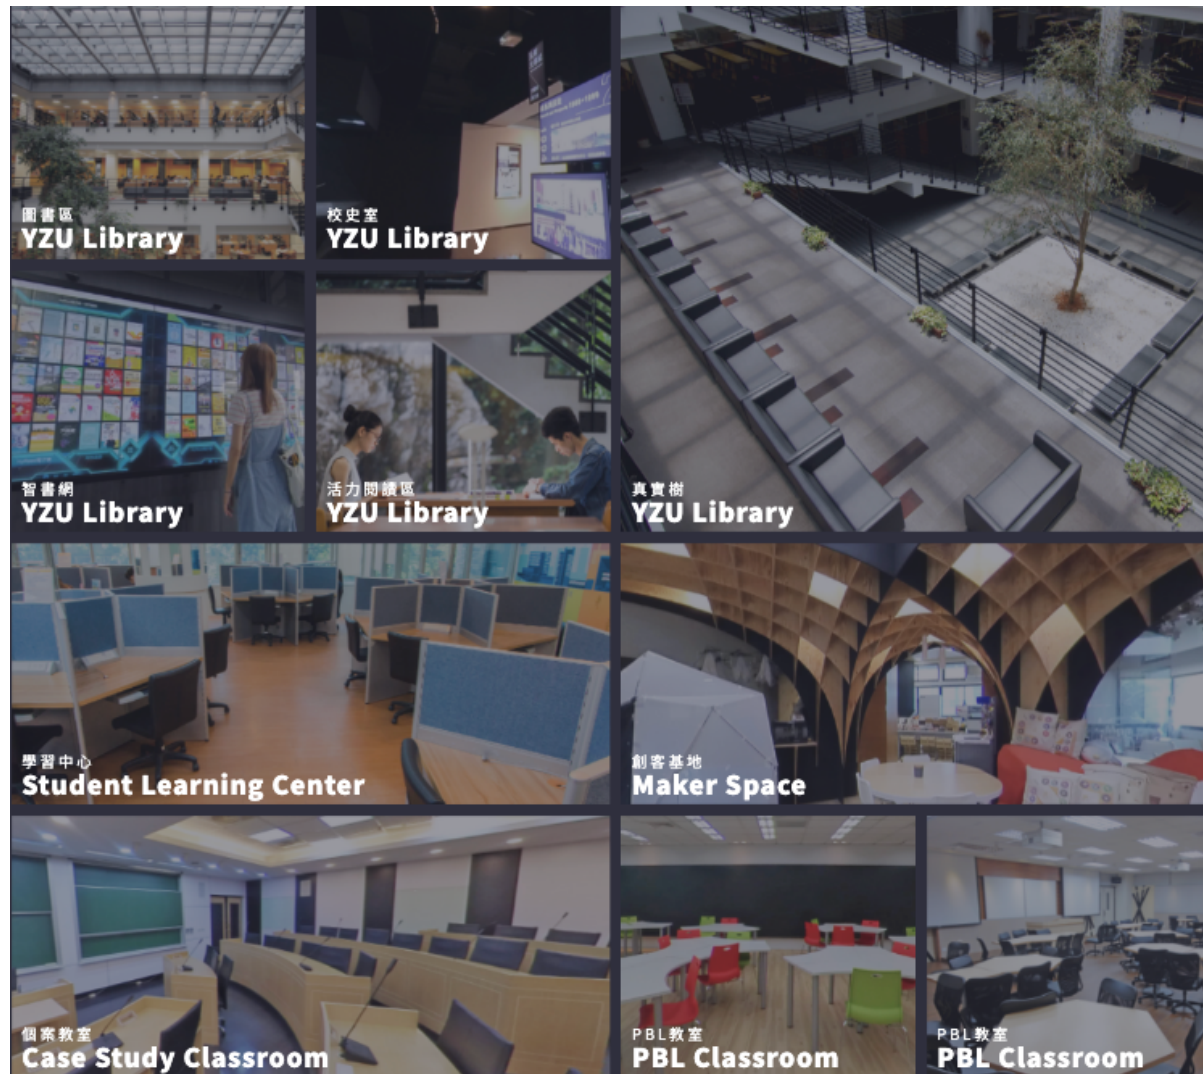 圖書區
YZU Library
校史室
YZU Library
智書網
YZU Library
活力閱讀區
YZU Library
真實樹
YZU Library
學習中心
Student Learning Center
創客基地
Maker Space
個案教室
Case Study Classroom
PBL教室
PBL Classroom
PBL教室
PBL Classroom